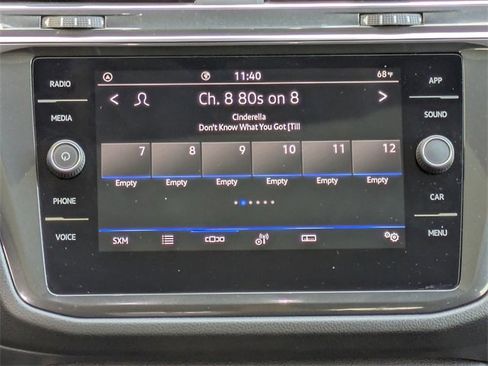 RADIO
MEDIA
PHONE
VOICE
11:40
68°F
< Ch. 8 80s on 8 >
Cinderella
Don't Know What You Got [Till
7 8 9 10 11 12
Empty Empty Empty Empty Empty Empty
SXM
APP
SOUND
CAR
MENU